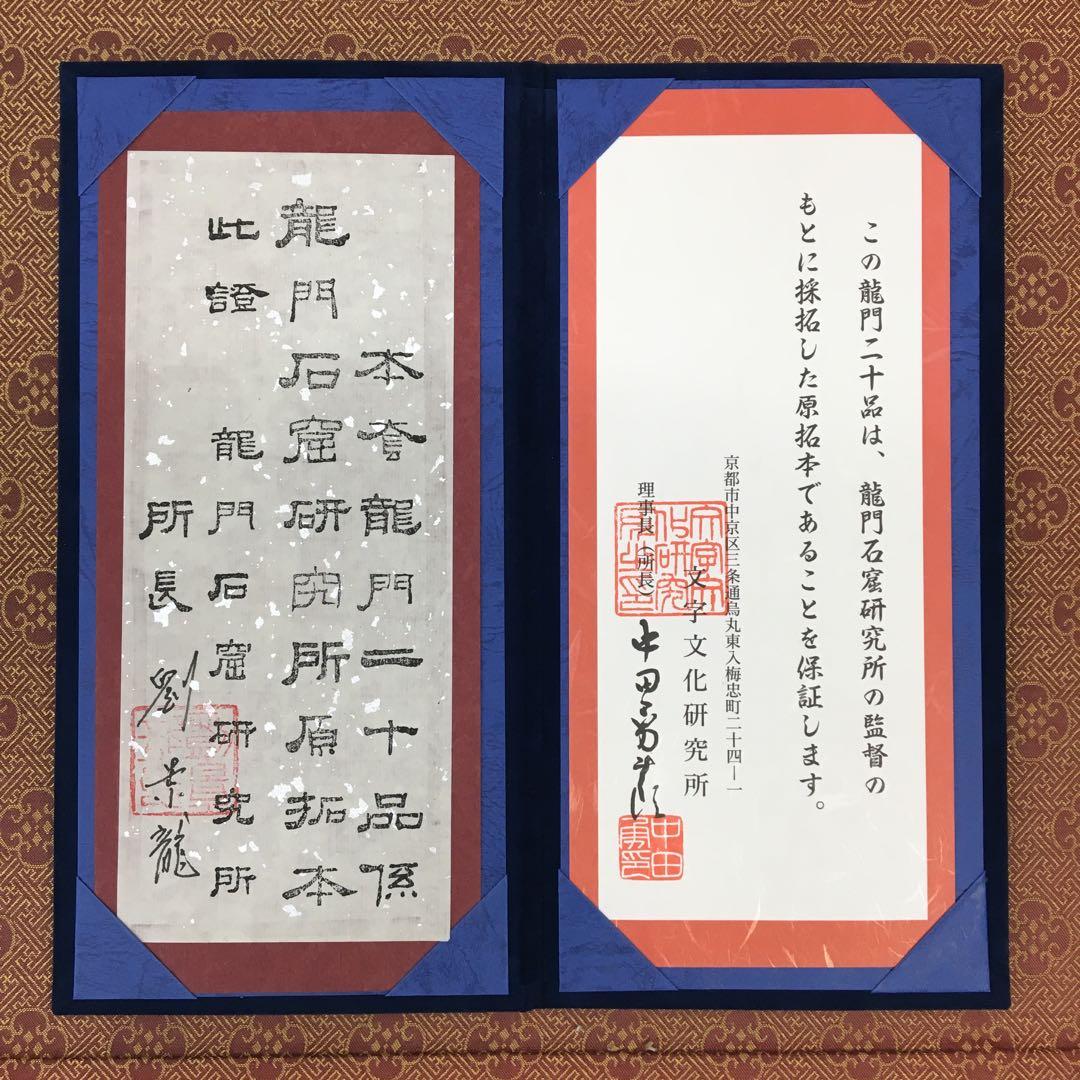 この龍門二十品は、龍門石窟研究所の監督の
もとに採拓した原拓本であることを保証します。
京都市中京区三条通烏丸東入梅忠町二十四―一
文字文化研究所
理事長(所長) 中田勇次郎
本套龍門二十品係
龍門石窟研究所原拓本
此證 龍門石窟研究所
所長 劉景龍